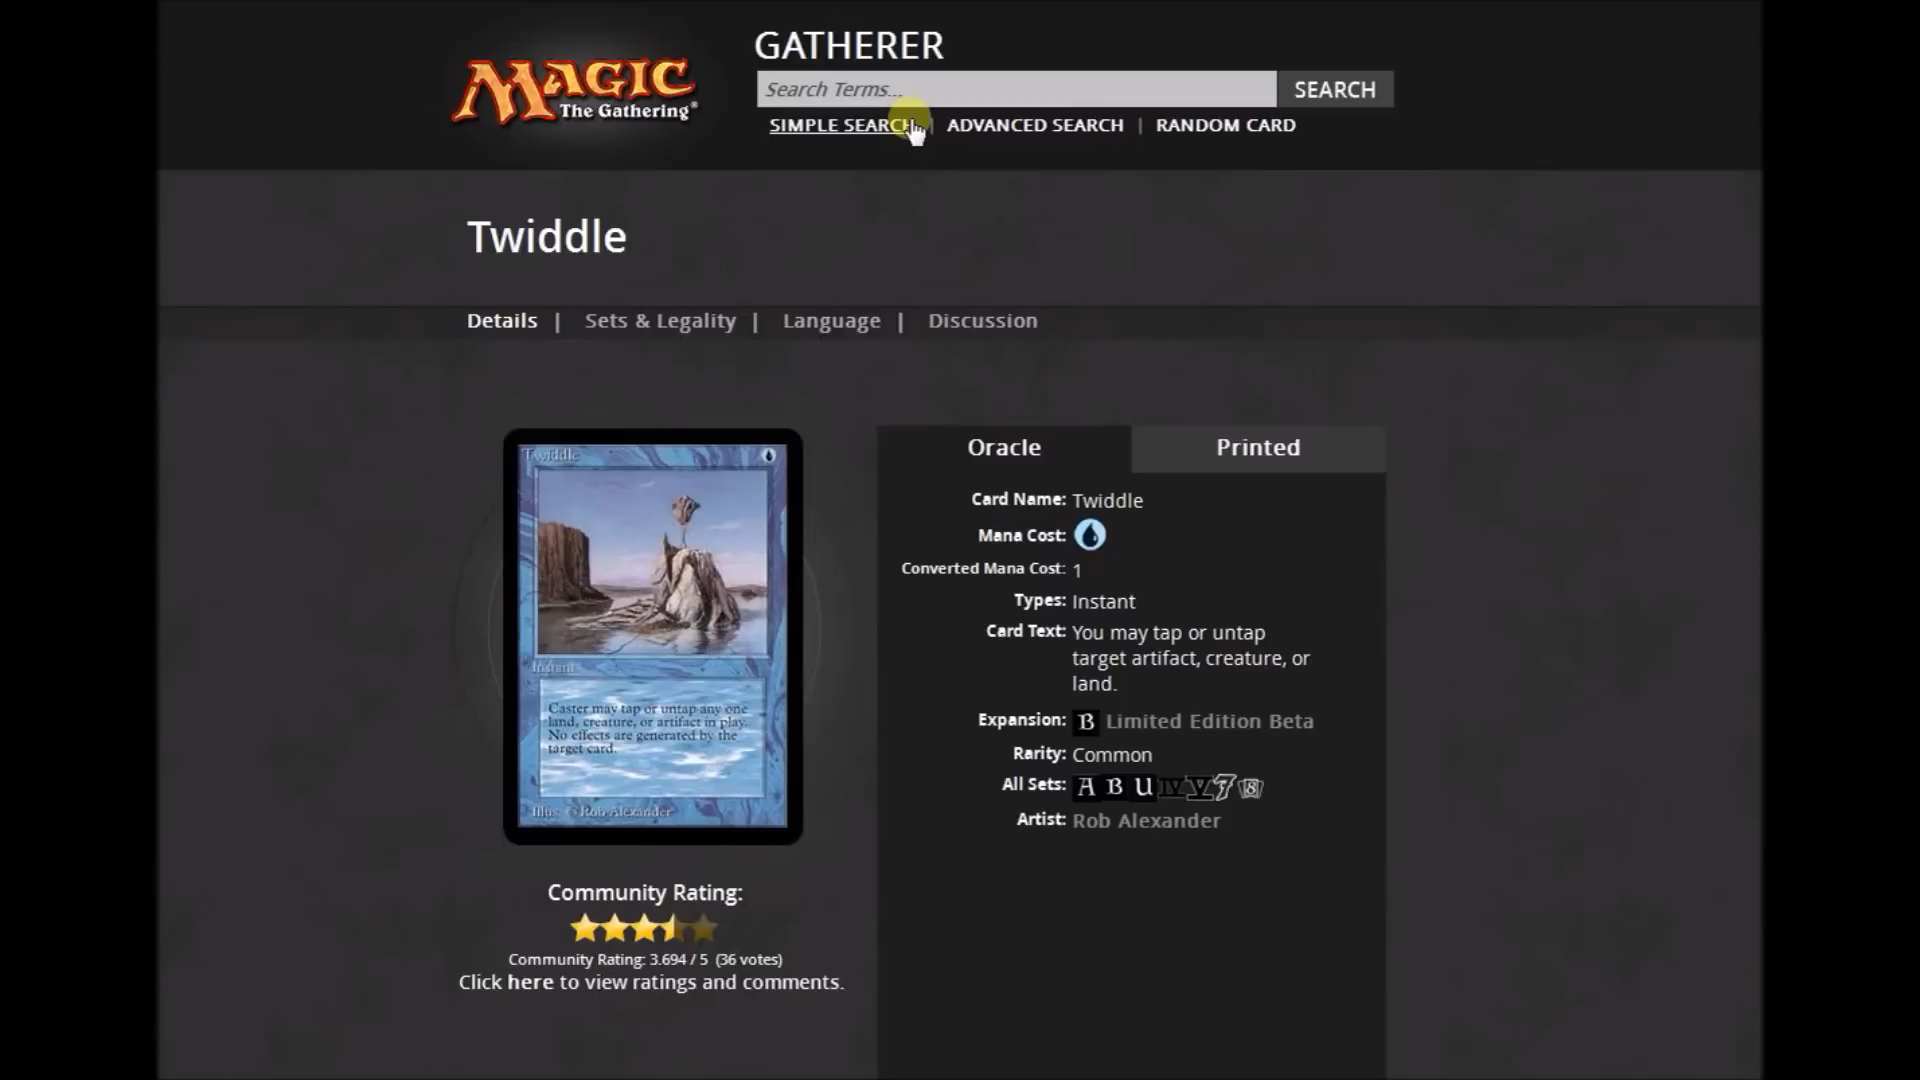 MAGIC
The Gathering®
GATHERER
Search Terms...
SEARCH
SIMPLE SEARCH | ADVANCED SEARCH | RANDOM CARD
Twiddle
Details | Sets & Legality | Language | Discussion
Twiddle
Instant
Caster may tap or untap any one
land, creature, or artifact in play.
No effects are generated by the
target card.
Illus. © Rob Alexander
Community Rating:
Community Rating: 3.694 / 5 (36 votes)
Click here to view ratings and comments.
Oracle
Printed
Card Name: Twiddle
Mana Cost:
Converted Mana Cost: 1
Types: Instant
Card Text: You may tap or untap
target artifact, creature, or
land.
Expansion: B Limited Edition Beta
Rarity: Common
All Sets: A B U IV V 7 8
Artist: Rob Alexander